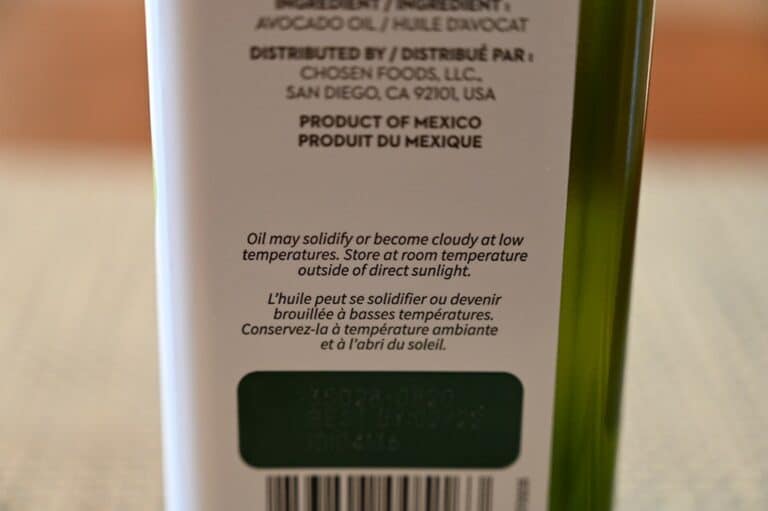 INGREDIENT / INGRÉDIENT :
AVOCADO OIL / HUILE D'AVOCAT
DISTRIBUTED BY / DISTRIBUÉ PAR :
CHOSEN FOODS, LLC.,
SAN DIEGO, CA 92101, USA
PRODUCT OF MEXICO
PRODUIT DU MEXIQUE
Oil may solidify or become cloudy at low
temperatures. Store at room temperature
outside of direct sunlight.
L'huile peut se solidifier ou devenir
brouillée à basses températures.
Conservez-la à température ambiante
et à l'abri du soleil.
BEST BY